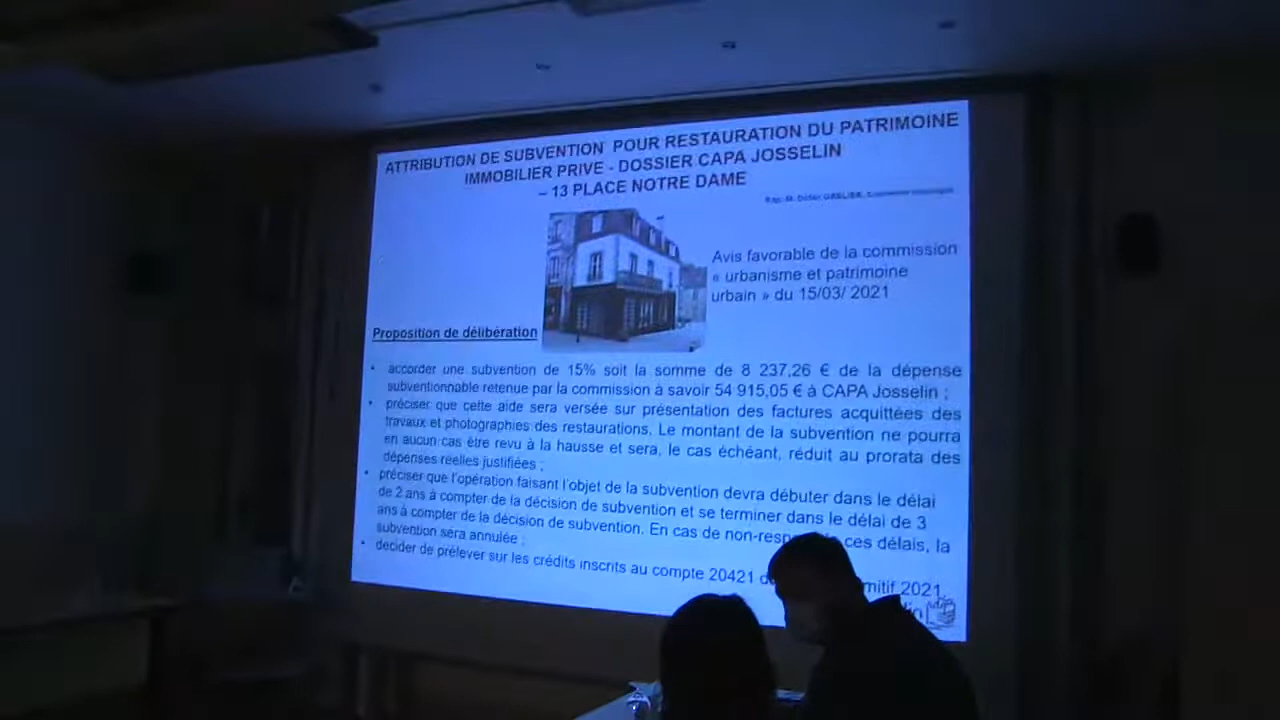 ATTRIBUTION DE SUBVENTION POUR RESTAURATION DU PATRIMOINE
IMMOBILIER PRIVE - DOSSIER CAPA JOSSELIN
– 13 PLACE NOTRE DAME
Rap. M. Didier
Avis favorable de la commission
« urbanisme et patrimoine
urbain » du 15/03/ 2021
Proposition de délibération
• accorder une subvention de 15% soit la somme de 8 237,26 € de la dépense
subventionnable retenue par la commission à savoir 54 915,05 € à CAPA Josselin ;
• préciser que cette aide sera versée sur présentation des factures acquittées des
travaux et photographies des restaurations. Le montant de la subvention ne pourra
en aucun cas être revu à la hausse et sera, le cas échéant, réduit au prorata des
dépenses réelles justifiées ;
• préciser que l'opération faisant l'objet de la subvention devra débuter dans le délai
de 2 ans à compter de la décision de subvention et se terminer dans le délai de 3
ans à compter de la décision de subvention. En cas de ces délais, la
subvention sera annulée ;
• decider de prélever sur les crédits inscrits au compte 20421 2021